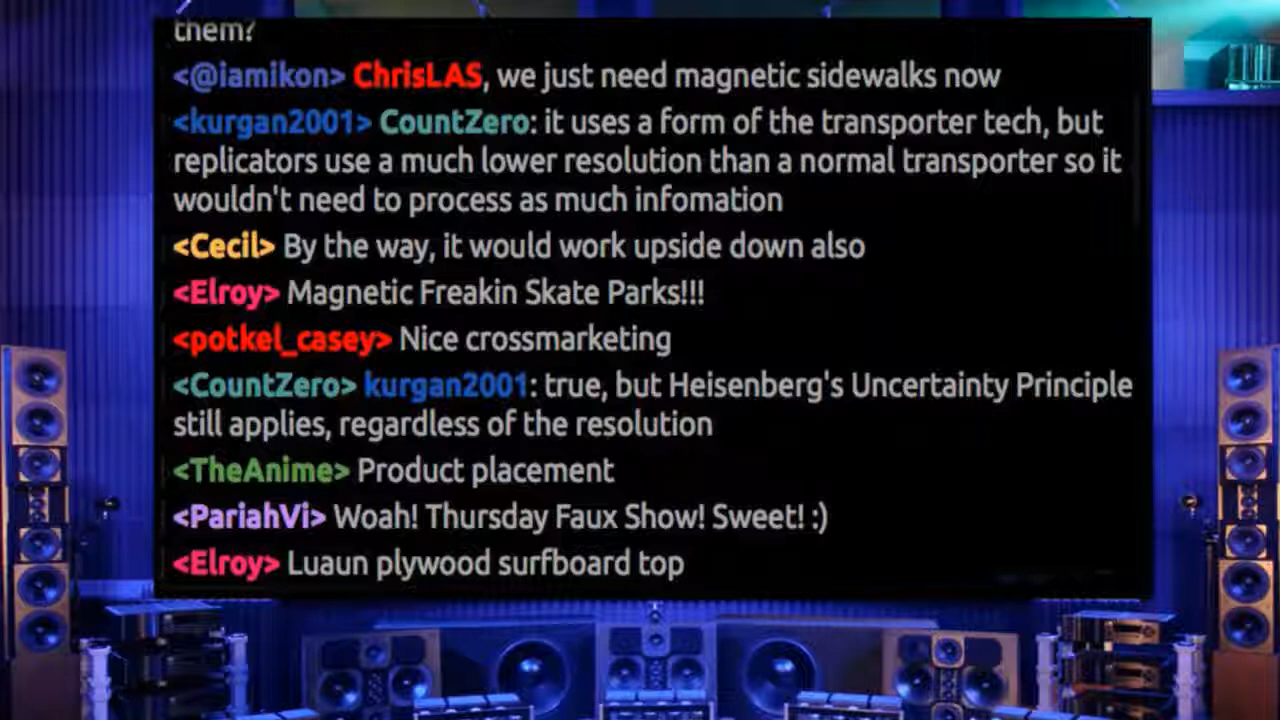 them?
<@iamikon> ChrisLAS, we just need magnetic sidewalks now
<kurgan2001> CountZero: it uses a form of the transporter tech, but
replicators use a much lower resolution than a normal transporter so it
wouldn't need to process as much infomation
<Cecil> By the way, it would work upside down also
<Elroy> Magnetic Freakin Skate Parks!!!
<potkel_casey> Nice crossmarketing
<CountZero> kurgan2001: true, but Heisenberg's Uncertainty Principle
still applies, regardless of the resolution
<TheAnime> Product placement
<PariahVi> Woah! Thursday Faux Show! Sweet! :)
<Elroy> Luaun plywood surfboard top